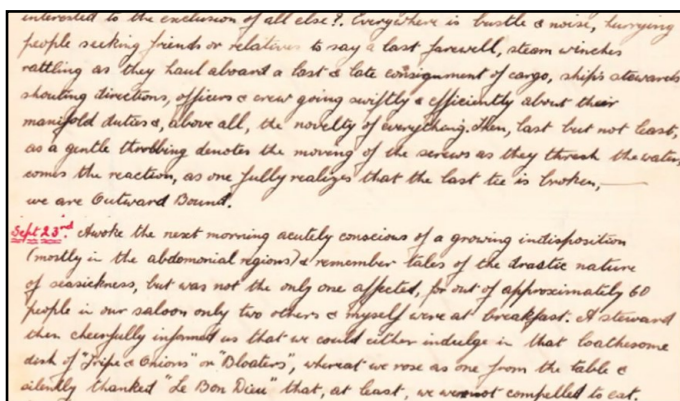 interested to the exclusion of all else?. Everywhere is bustle & noise, hurrying
people seeking friends or relatives to say a last farewell, steam winches
rattling as they haul aboard a last & late consignment of cargo, ship's stewards
shouting directions, officers & crew going swiftly & efficiently about their
manifold duties &, above all, the novelty of everything. Then, last but not least,
as a gentle throbbing denotes the moving of the screws as they thresh the water,
comes the reaction, as one fully realizes that the last tie is broken, —
we are Outward Bound.
Sept 23rd. Awoke the next morning acutely conscious of a growing indisposition
(mostly in the abdomonial regions) & remember tales of the drastic nature
of seasickness, but was not the only one affected, for out of approximately 60
people in our saloon only two others & myself were at breakfast. A steward
then cheerfully informed us that we could either indulge in that loathesome
dish of "Tripe & Onions" or "Bloaters", whereat we rose as one from the table &
silently thanked "Le Bon Dieu" that, at least, we were not compelled to eat.